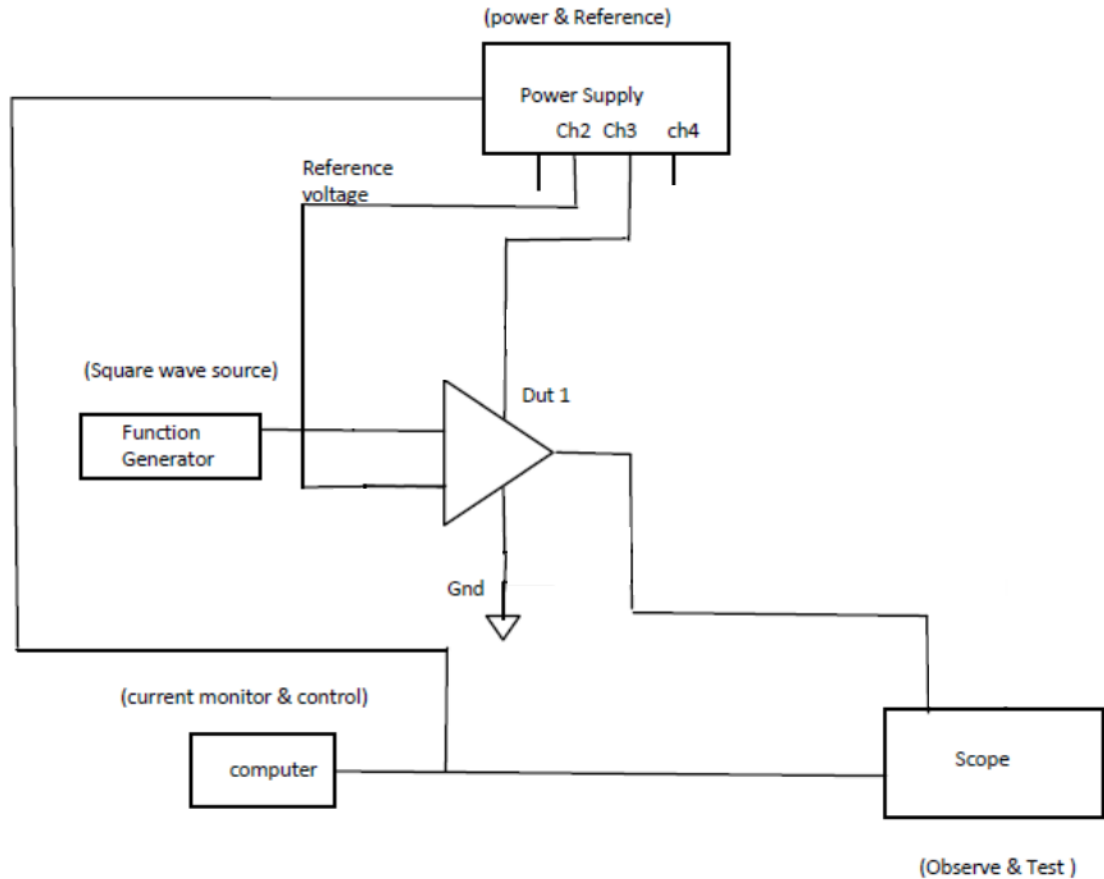 (power & Reference)
Power Supply
Ch2 Ch3 ch4
Reference
voltage
(Square wave source)
Dut 1
Function
Generator
Gnd
(current monitor & control)
computer
Scope
(Observe & Test )